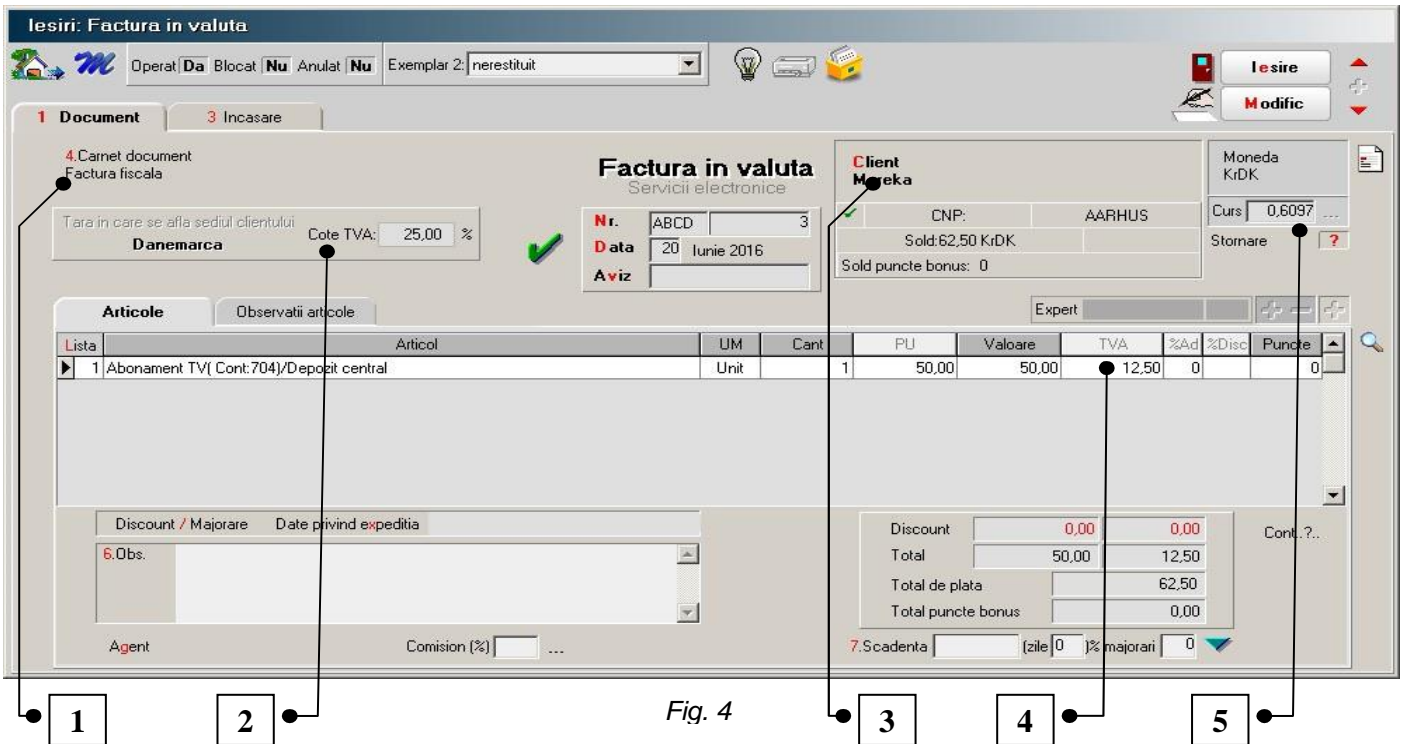 Iesiri: Factura in valuta
Operat Da Blocat Nu Anulat Nu Exemplar 2: nerestituit
Iesire
Modific
1 Document 3 Incasare
4.Carnet document
Factura fiscala
Factura in valuta
Servicii electronice
Client
Mereka
Moneda
KrDK
Tara in care se afla sediul clientului
Danemarca
Cote TVA: 25,00 %
Nr. ABCD 3
Data 20 Iunie 2016
Aviz
CNP: AARHUS
Sold:62,50 KrDK
Sold puncte bonus: 0
Curs 0,6097 ...
Stornare ?
Articole Observatii articole
Expert
Lista Articol UM Cant PU Valoare TVA %Ad %Disc Puncte
1 Abonament TV( Cont:704)/Depozit central Unit 1 50,00 50,00 12,50 0 0
Discount / Majorare Date privind expeditia
6.Obs.
Discount 0,00 0,00
Total 50,00 12,50
Total de plata 62,50
Total puncte bonus 0,00
Cont..?..
Agent Comision (%) ...
7.Scadenta (zile 0 )% majorari 0
1 2 Fig. 4 3 4 5